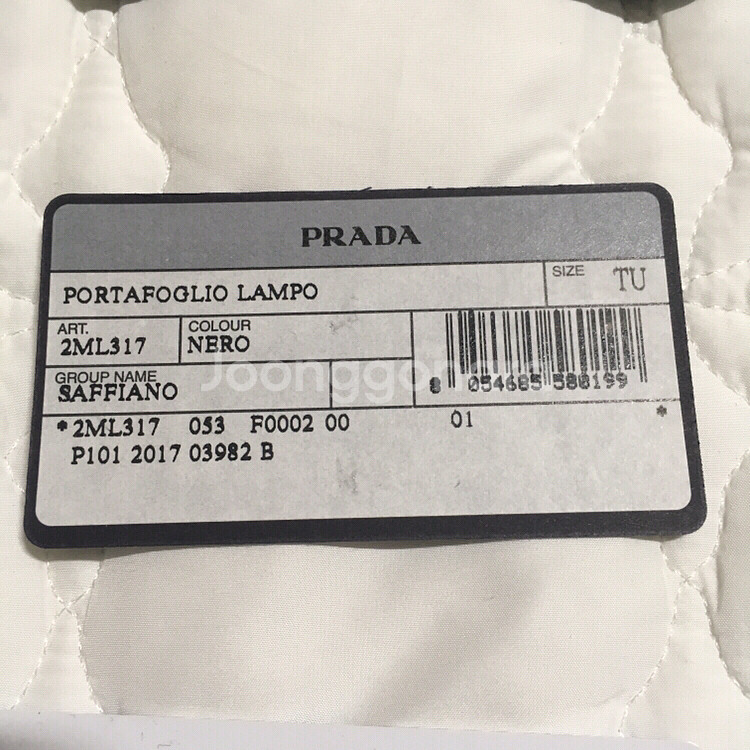 PRADA
PORTAFOGLIO LAMPO
SIZE TU
ART. 2ML317
COLOUR NERO
GROUP NAME SAFFIANO
8 054685 580199
*2ML317 053 F0002 00 01 *
P101 2017 03982 B